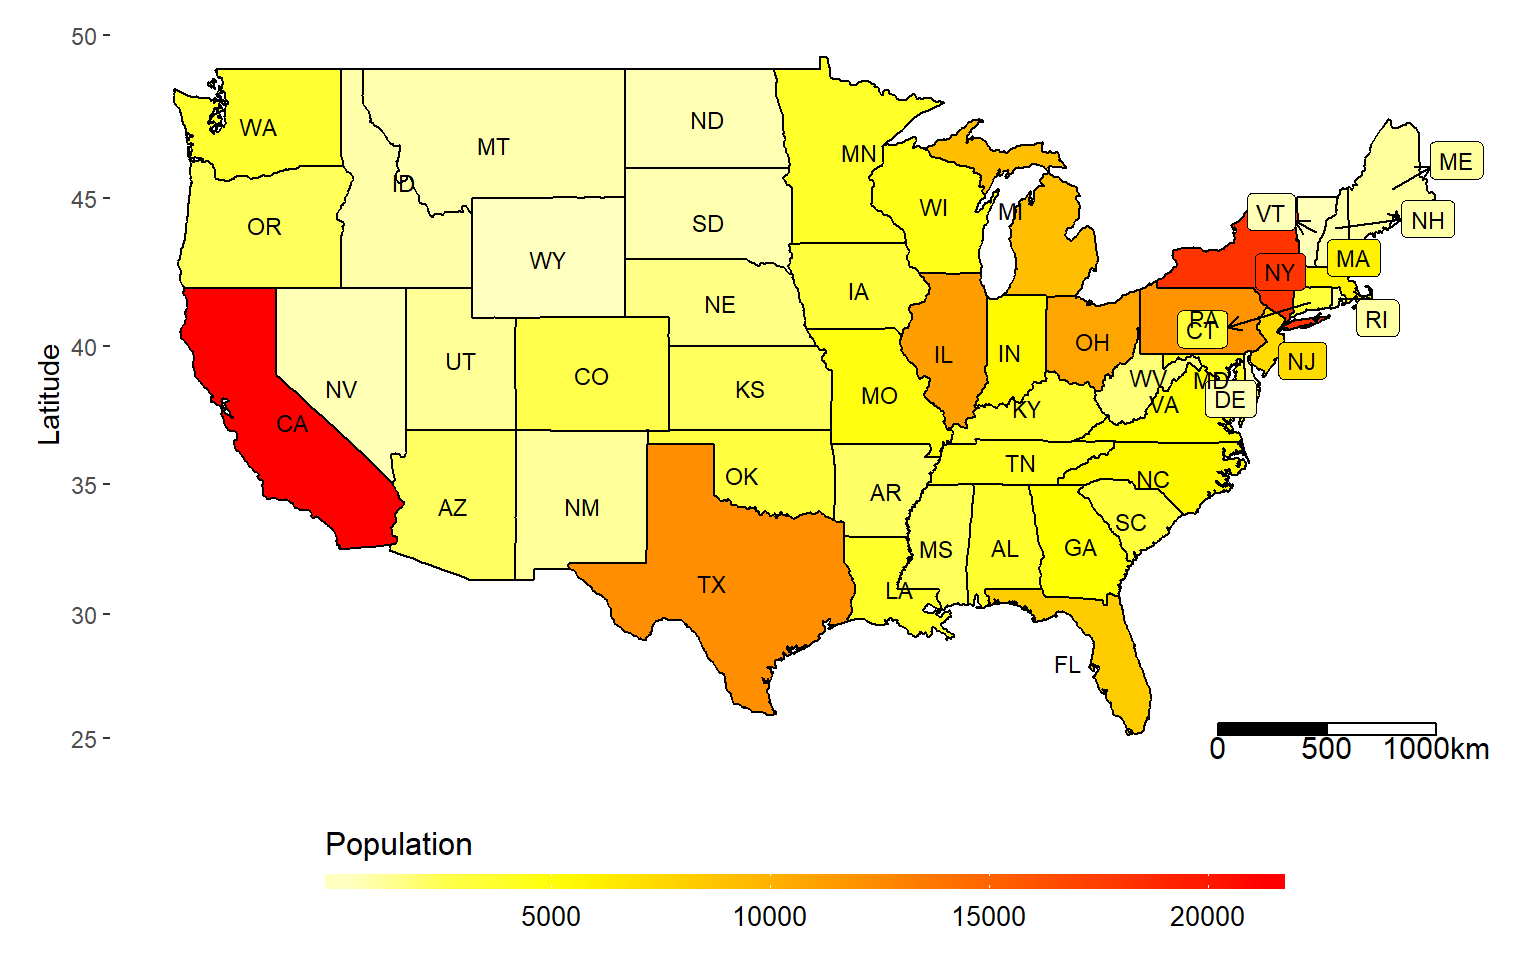 50
WA
MT
ND
MN
ME
ID
45
OR
SD
WI
MI
VT
NH
WY
NE
IA
NY
MA
PA
RI
40
Latitude
NV
UT
CO
KS
MO
IL
IN
OH
CT
NJ
WV
MD
DE
CA
KY
VA
35
AZ
NM
OK
AR
TN
NC
SC
MS
AL
GA
30
TX
LA
FL
25
0 500 1000km
Population
5000 10000 15000 20000